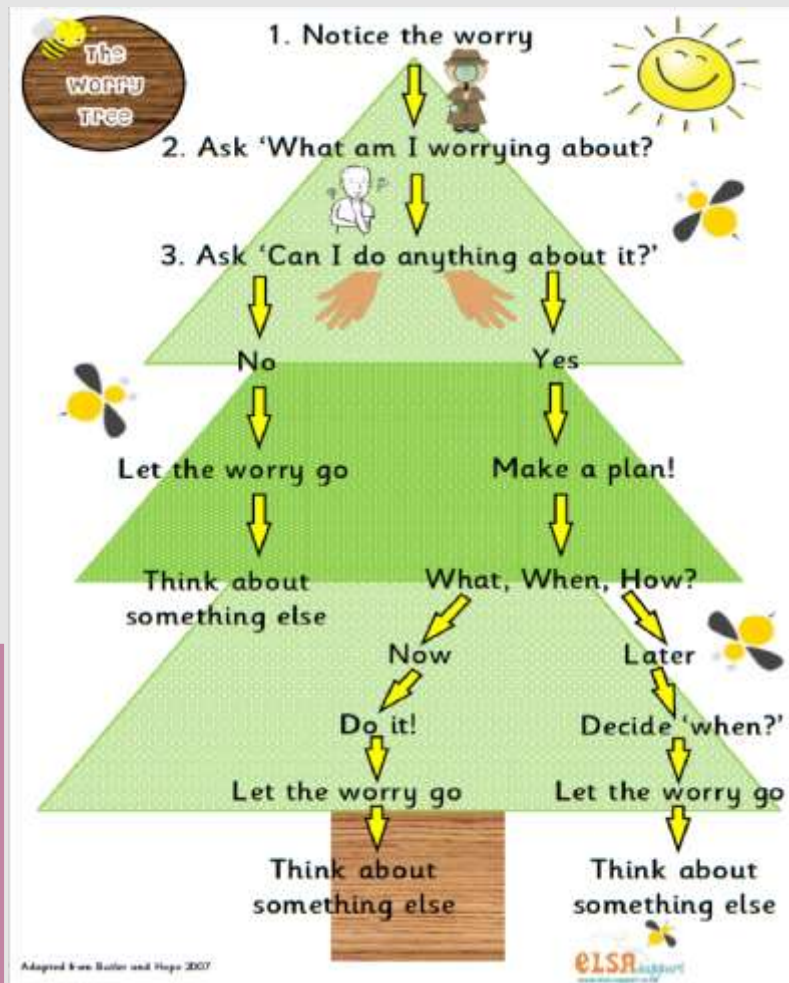 The
Worry
Tree
1. Notice the worry
2. Ask ‘What am I worrying about?
3. Ask ‘Can I do anything about it?’
No
Yes
Let the worry go
Make a plan!
Think about
something else
What, When, How?
Now
Later
Do it!
Decide ‘when?’
Let the worry go
Let the worry go
Think about
something else
Think about
something else
Adapted from Butler and Hope 2007
eLSA support